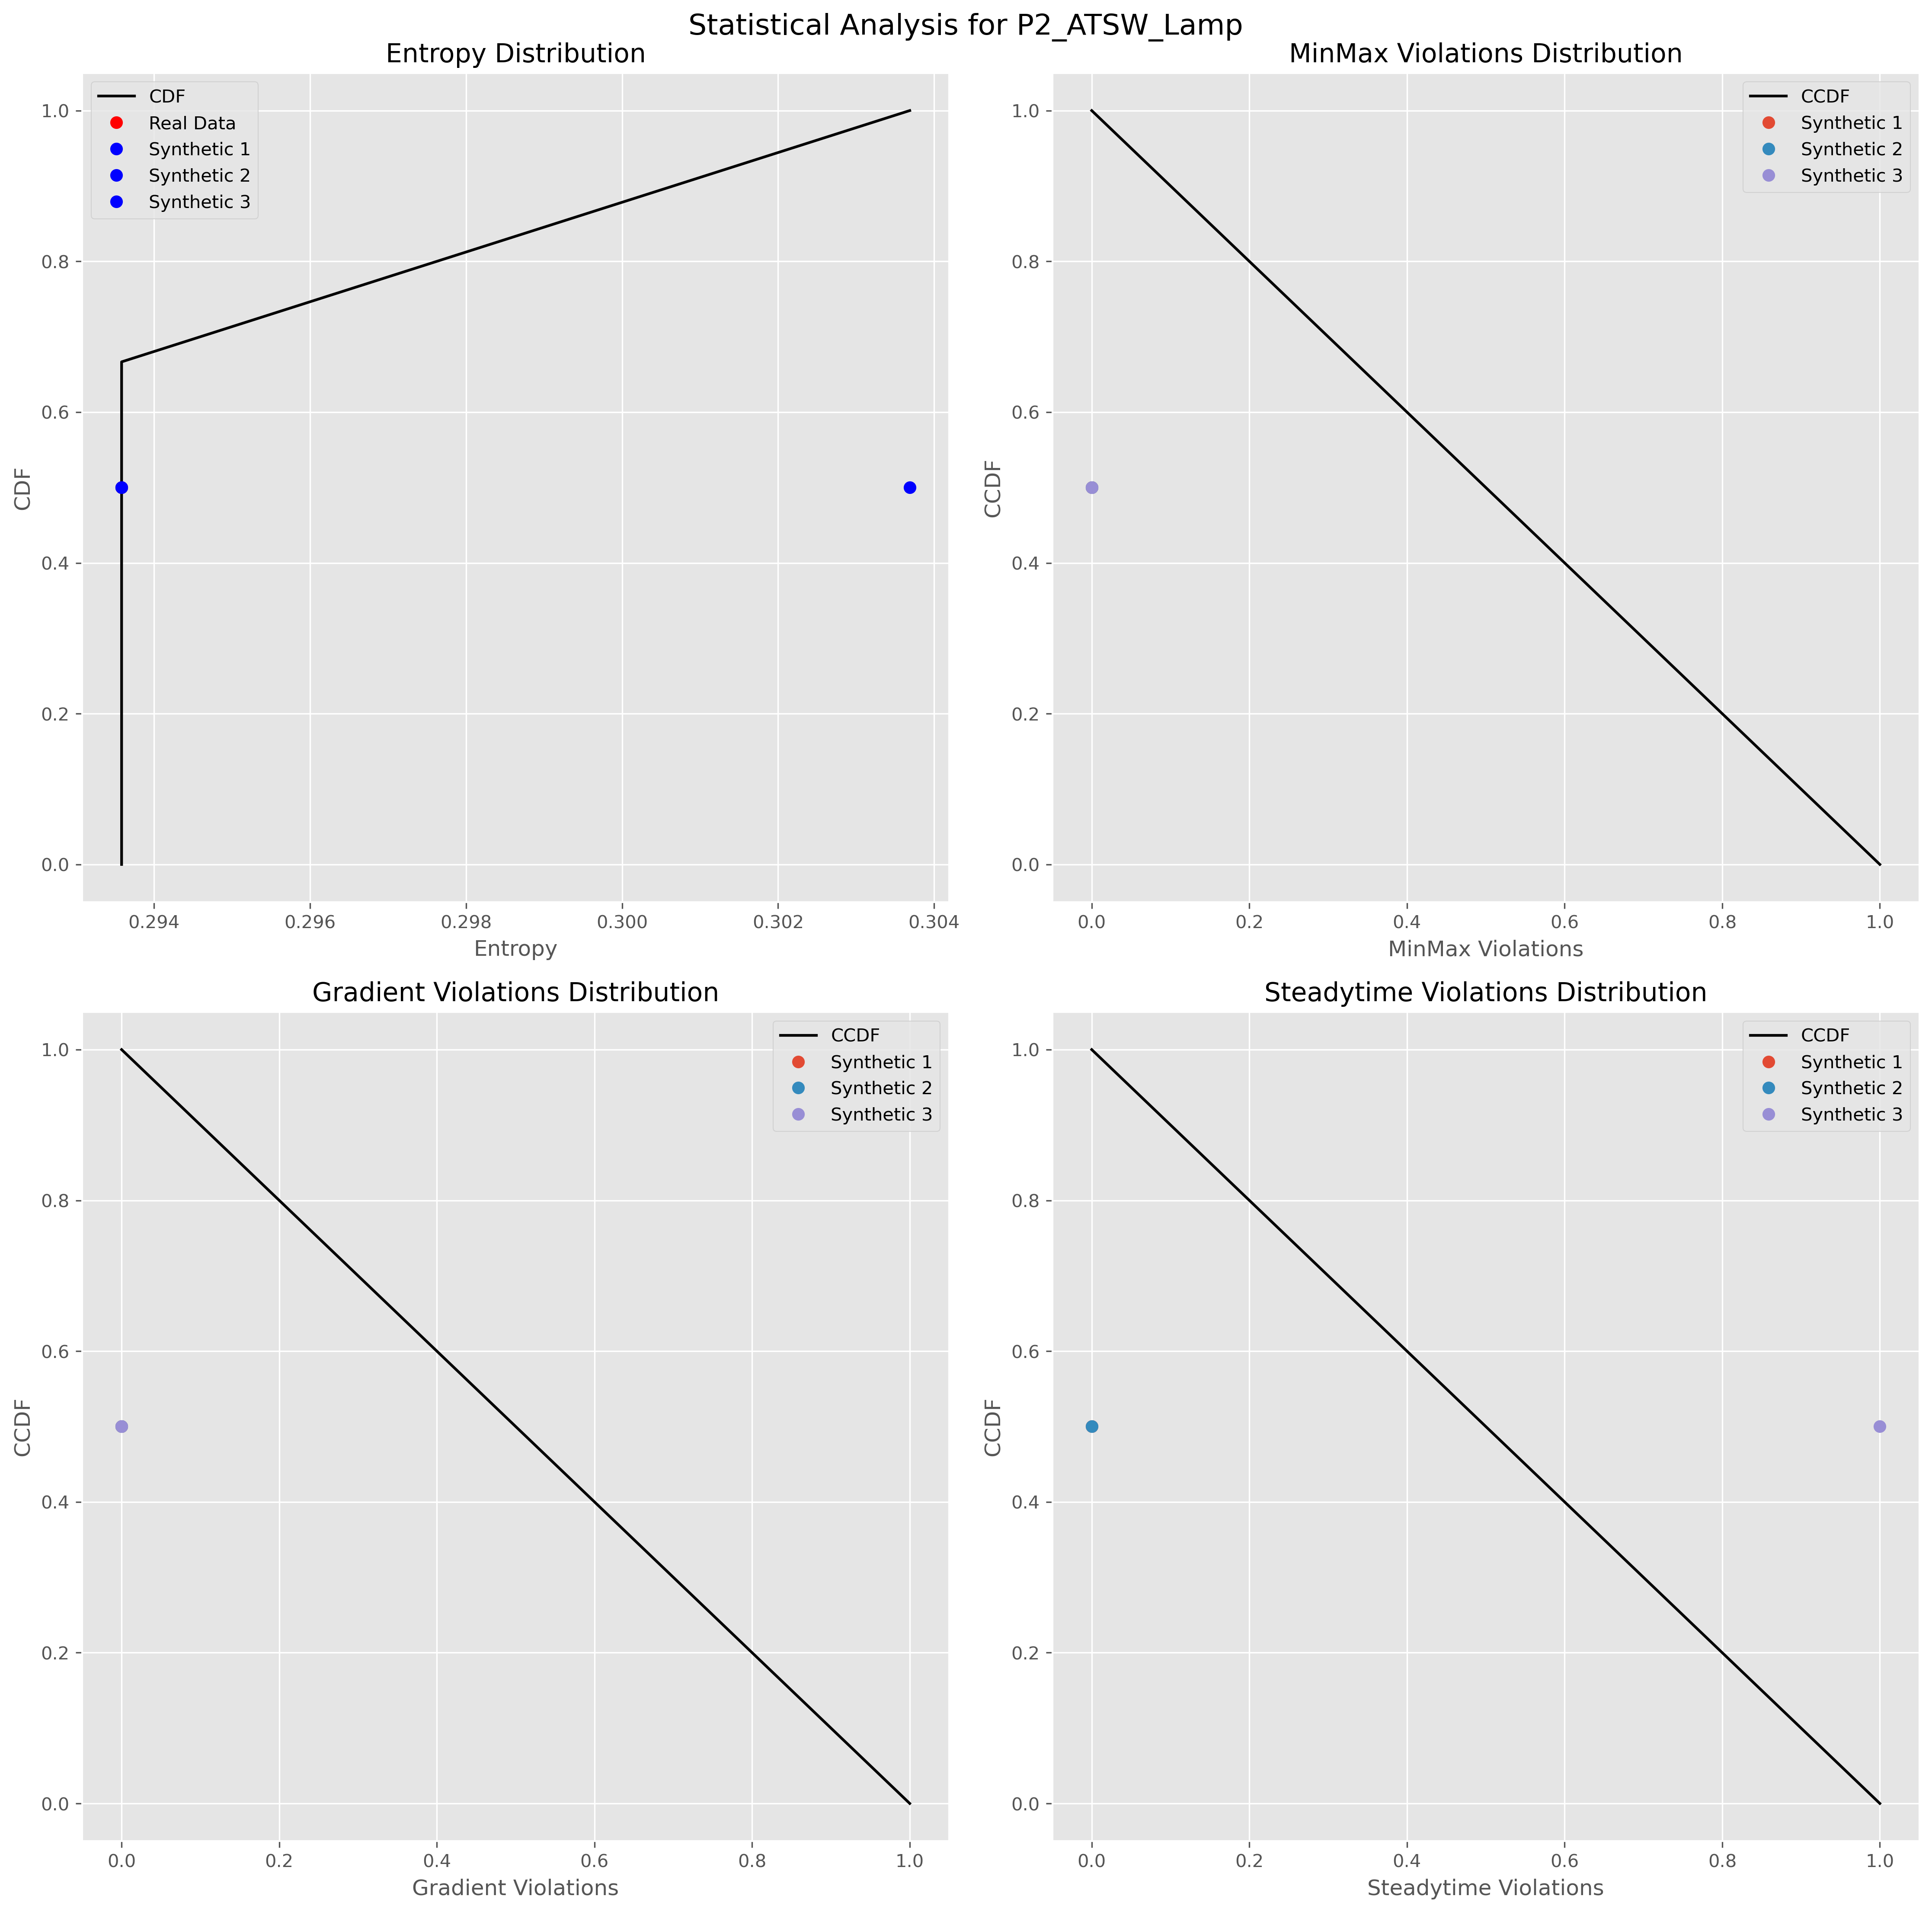 Statistical Analysis for P2_ATSW_Lamp
Entropy Distribution
CDF
Real Data
Synthetic 1
Synthetic 2
Synthetic 3
1.0
0.8
0.6
0.4
0.2
0.0
CDF
0.294
0.296
0.298
0.300
0.302
0.304
Entropy
MinMax Violations Distribution
CCDF
Synthetic 1
Synthetic 2
Synthetic 3
1.0
0.8
0.6
0.4
0.2
0.0
CCDF
0.0
0.2
0.4
0.6
0.8
1.0
MinMax Violations
Gradient Violations Distribution
CCDF
Synthetic 1
Synthetic 2
Synthetic 3
1.0
0.8
0.6
0.4
0.2
0.0
CCDF
0.0
0.2
0.4
0.6
0.8
1.0
Gradient Violations
Steadytime Violations Distribution
CCDF
Synthetic 1
Synthetic 2
Synthetic 3
1.0
0.8
0.6
0.4
0.2
0.0
CCDF
0.0
0.2
0.4
0.6
0.8
1.0
Steadytime Violations